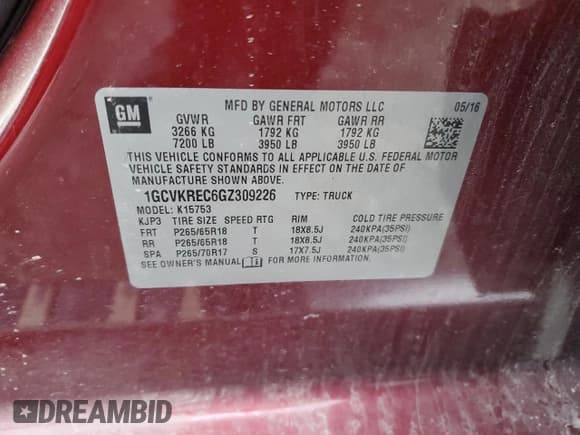 GM
MFD BY GENERAL MOTORS LLC 05/16
GVWR GAWR FRT GAWR RR
3266 KG 1792 KG 1792 KG
7200 LB 3950 LB 3950 LB
THIS VEHICLE CONFORMS TO ALL APPLICABLE U.S. FEDERAL MOTOR
VEHICLE SAFETY STANDARDS IN EFFECT ON THE DATE OF
MANUFACTURE SHOWN ABOVE.
1GCVKREC6GZ309226 TYPE: TRUCK
MODEL: K15753
KJP3 TIRE SIZE SPEED RTG RIM COLD TIRE PRESSURE
FRT P265/65R18 T 18X8.5J 240KPA(35PSI)
RR P265/65R18 T 18X8.5J 240KPA(35PSI)
SPA P265/70R17 S 17X7.5J 240KPA(35PSI)
SEE OWNER'S MANUAL FOR MORE INFORMATION.
DREAMBID